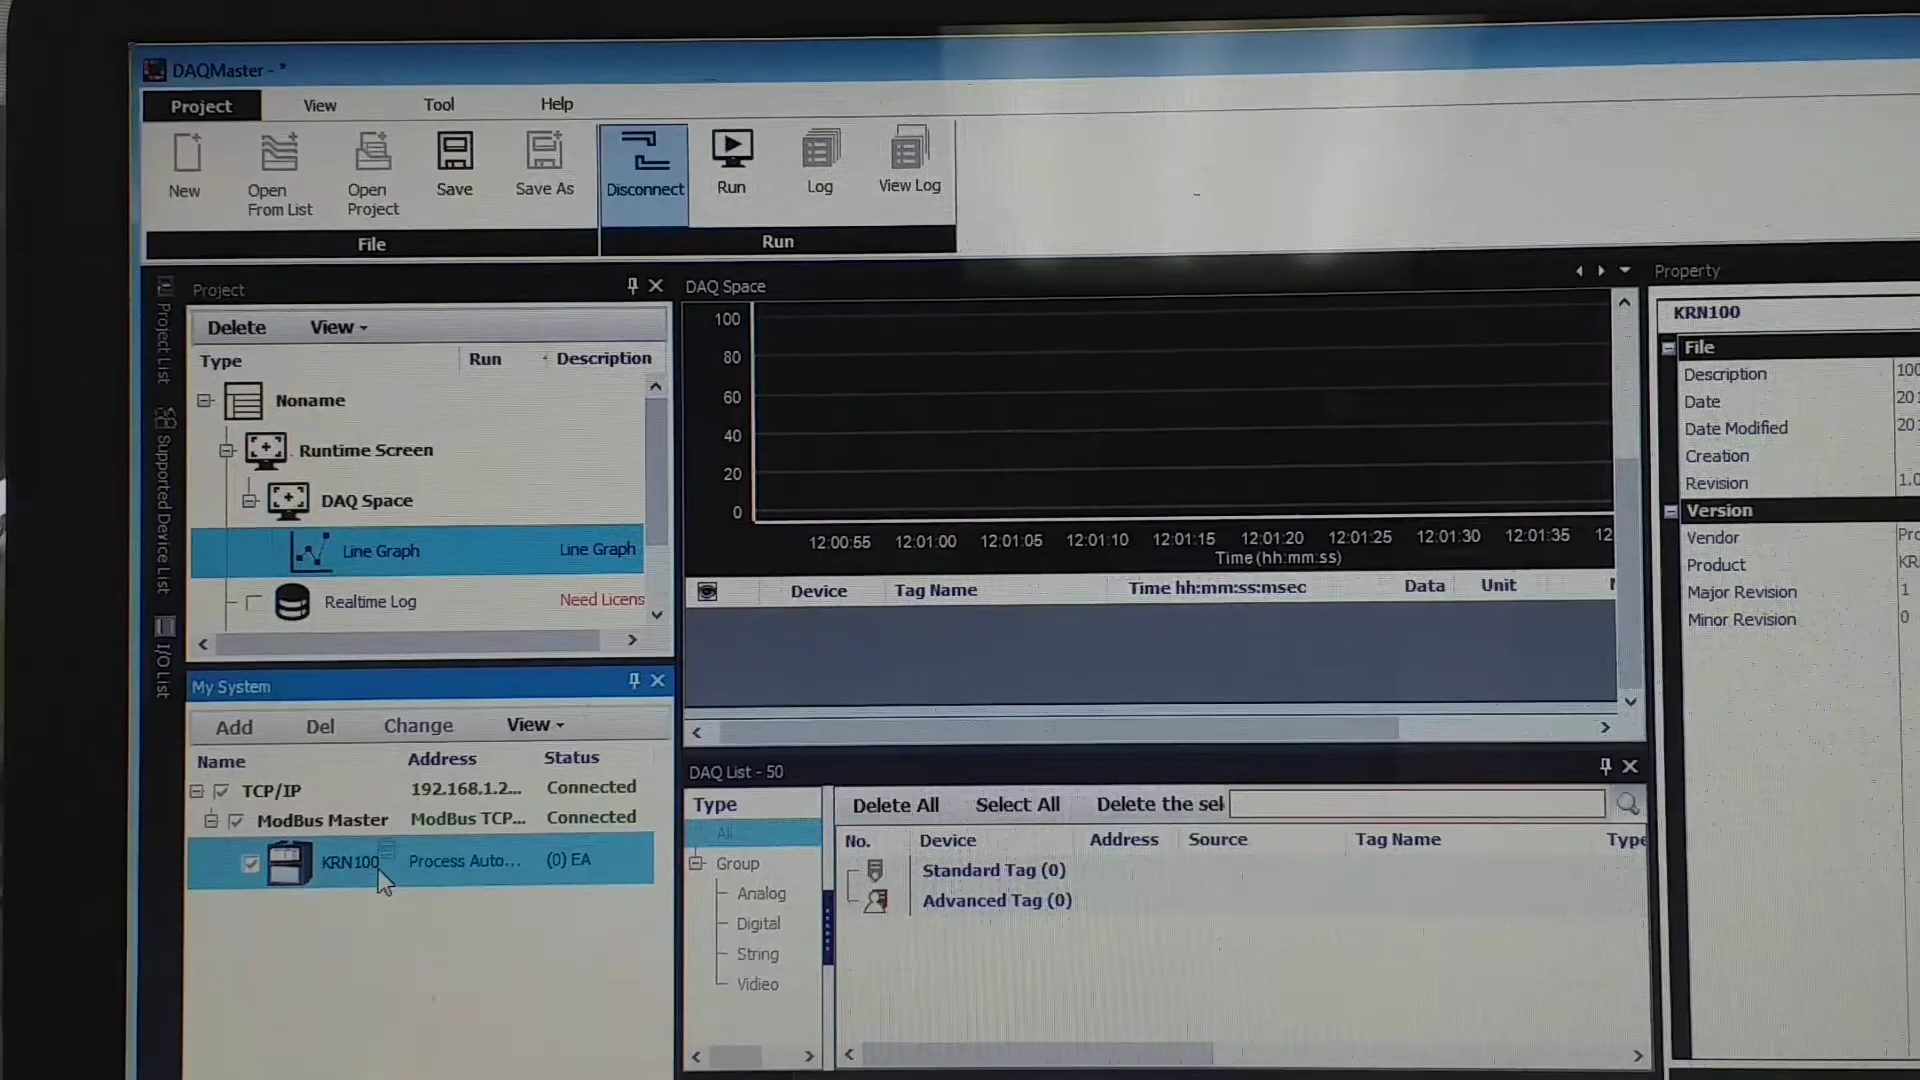 DAQMaster - *
Project View Tool Help
New Open From List Open Project Save Save As Disconnect Run Log View Log
File Run
Project List
Supported Device List
I/O List
Project
Delete View
Type Run Description
Noname
Runtime Screen
DAQ Space
Line Graph Line Graph
Realtime Log Need Licens
My System
Add Del Change View
Name Address Status
TCP/IP 192.168.1.2... Connected
ModBus Master ModBus TCP... Connected
KRN100 Process Auto... (0) EA
DAQ Space
100
80
60
40
20
0
12:00:55 12:01:00 12:01:05 12:01:10 12:01:15 12:01:20 12:01:25 12:01:30 12:01:35 12
Time (hh:mm:ss)
Device Tag Name Time hh:mm:ss:msec Data Unit
DAQ List - 50
Type
All
Group
Analog
Digital
String
Vidieo
Delete All Select All Delete the sel
No. Device Address Source Tag Name Type
Standard Tag (0)
Advanced Tag (0)
Property
KRN100
File
Description 100
Date 201
Date Modified 201
Creation
Revision 1.0
Version
Vendor Pro
Product KR
Major Revision 1
Minor Revision 0